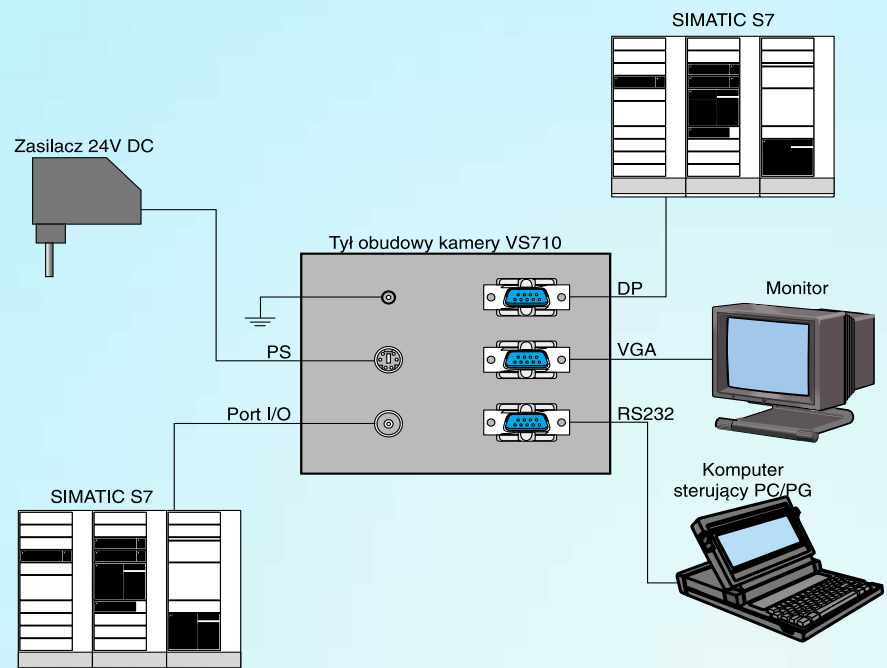 SIMATIC S7
Zasilacz 24V DC
Tył obudowy kamery VS710
DP
Monitor
PS
VGA
Port I/O
RS232
Komputer
sterujący PC/PG
SIMATIC S7